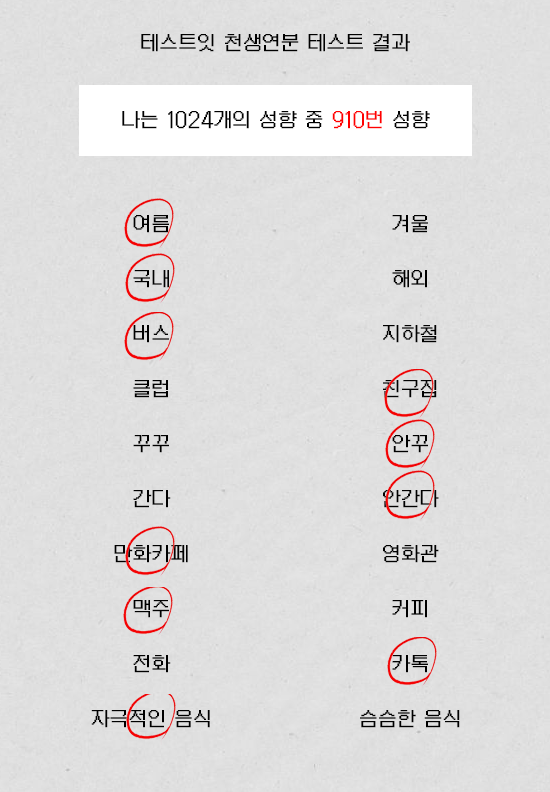 테스트잇 천생연분 테스트 결과
나는 1024개의 성향 중 910번 성향
여름 겨울
국내 해외
버스 지하철
클럽 친구집
꾸꾸 안꾸
간다 안간다
만화카페 영화관
맥주 커피
전화 카톡
자극적인 음식 슴슴한 음식